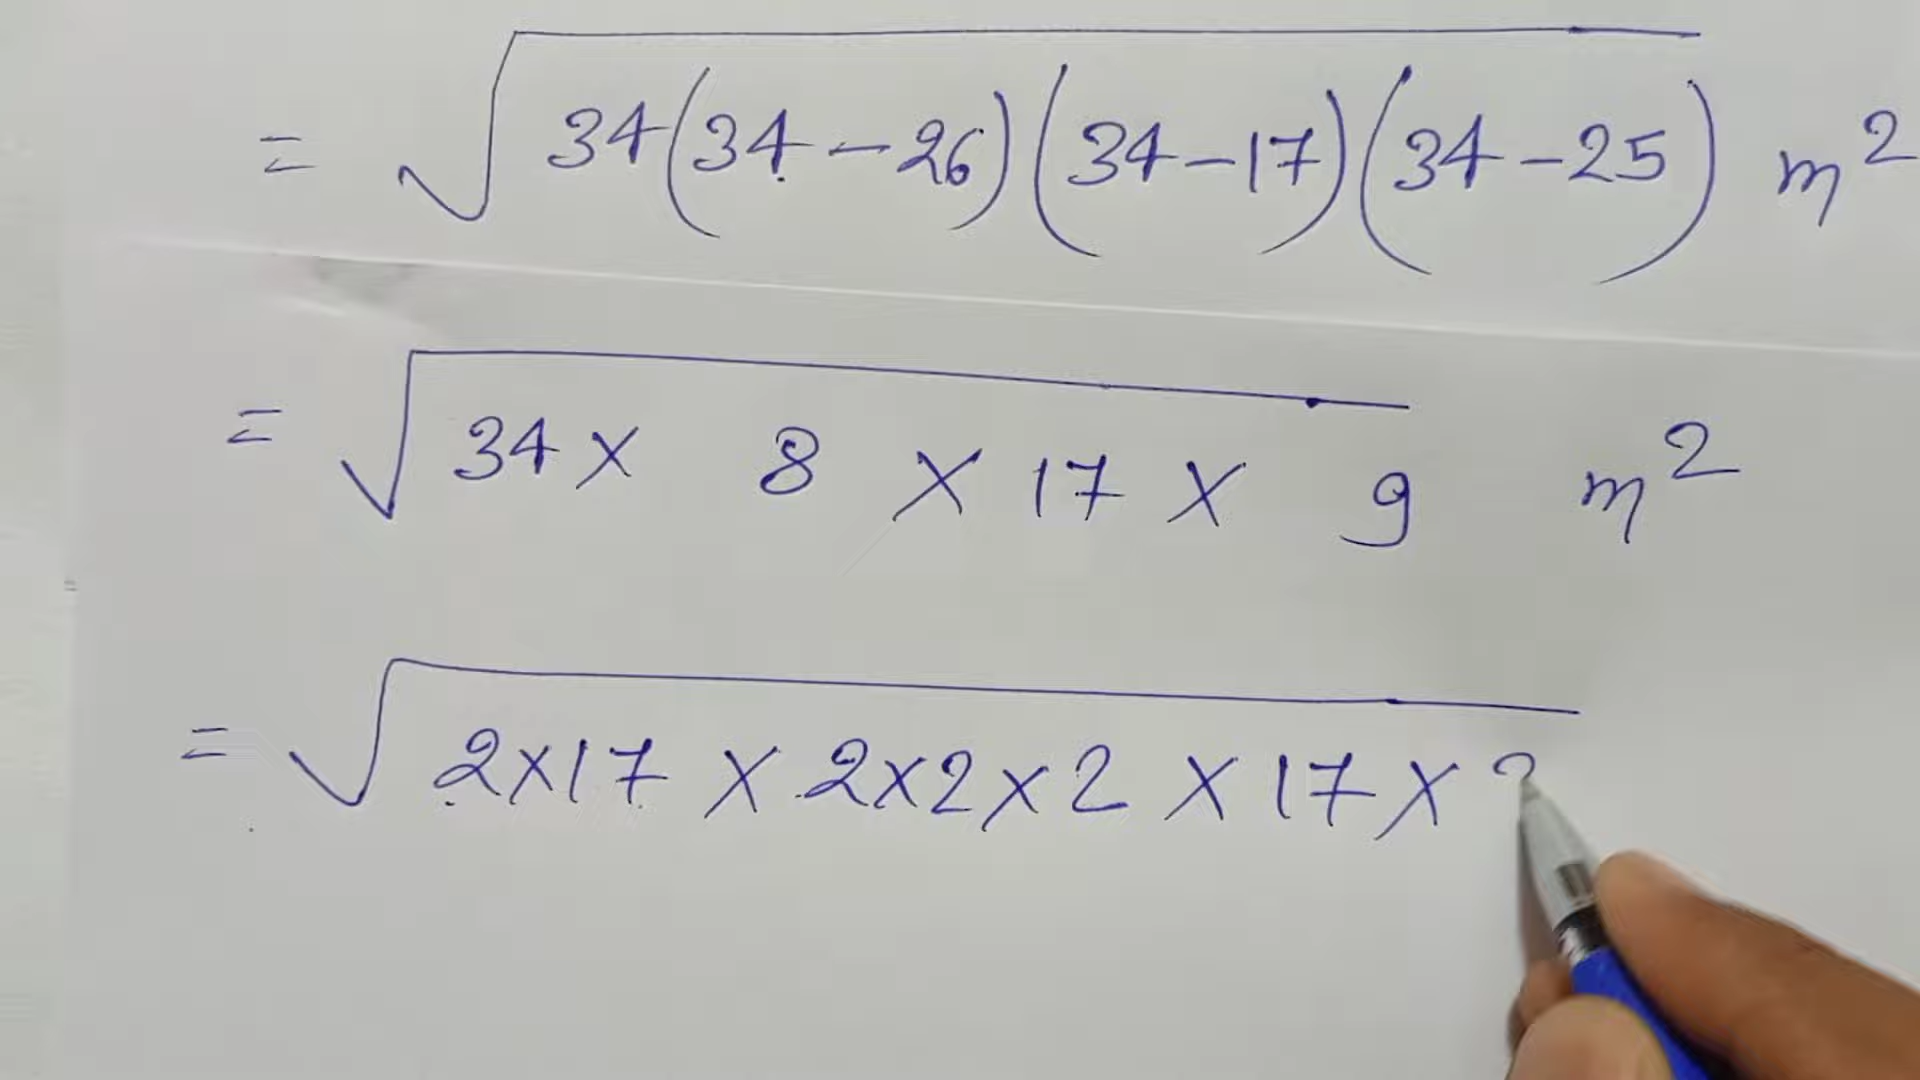 = √34(34-26)(34-17)(34-25) m²
= √34 × 8 × 17 × 9 m²
= √2×17 × 2×2×2 × 17 ×